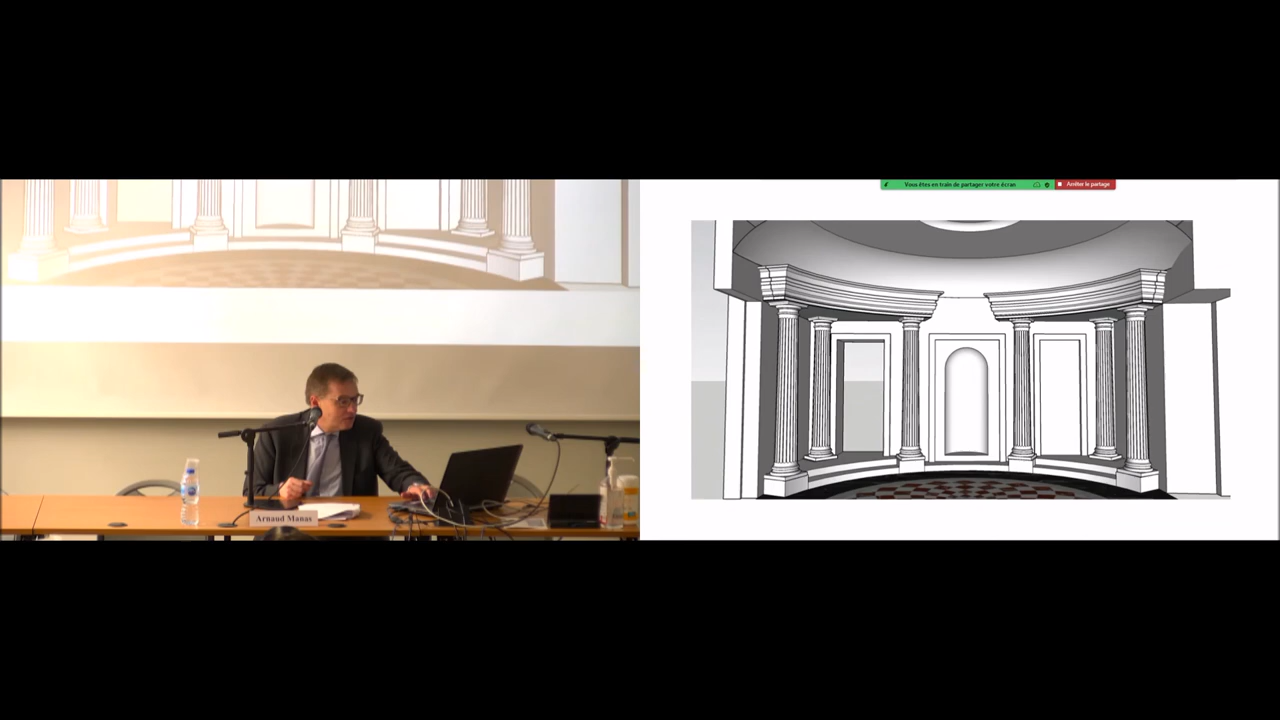 Vous êtes en train de partager votre écran
Arrêter le partage
Arnaud Manas